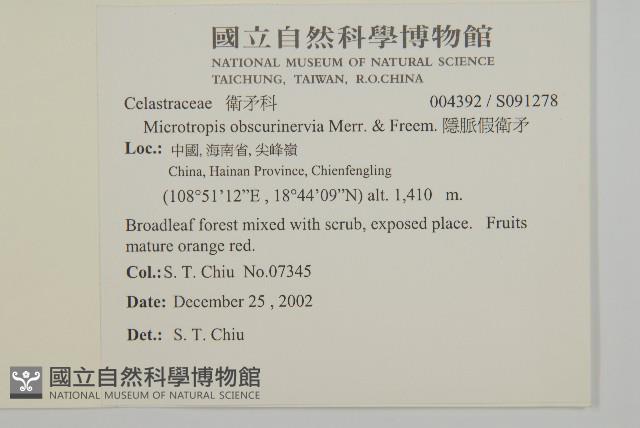 國立自然科學博物館
NATIONAL MUSEUM OF NATURAL SCIENCE
TAICHUNG, TAIWAN, R.O.CHINA
Celastraceae 衛矛科 004392 / S091278
Microtropis obscurinervia Merr. & Freem. 隱脈假衛矛
Loc.: 中國, 海南省, 尖峰嶺
China, Hainan Province, Chienfengling
(108°51'12”E , 18°44'09”N) alt. 1,410 m.
Broadleaf forest mixed with scrub, exposed place. Fruits
mature orange red.
Col.: S. T. Chiu No.07345
Date: December 25 , 2002
Det.: S. T. Chiu
國立自然科學博物館
NATIONAL MUSEUM OF NATURAL SCIENCE